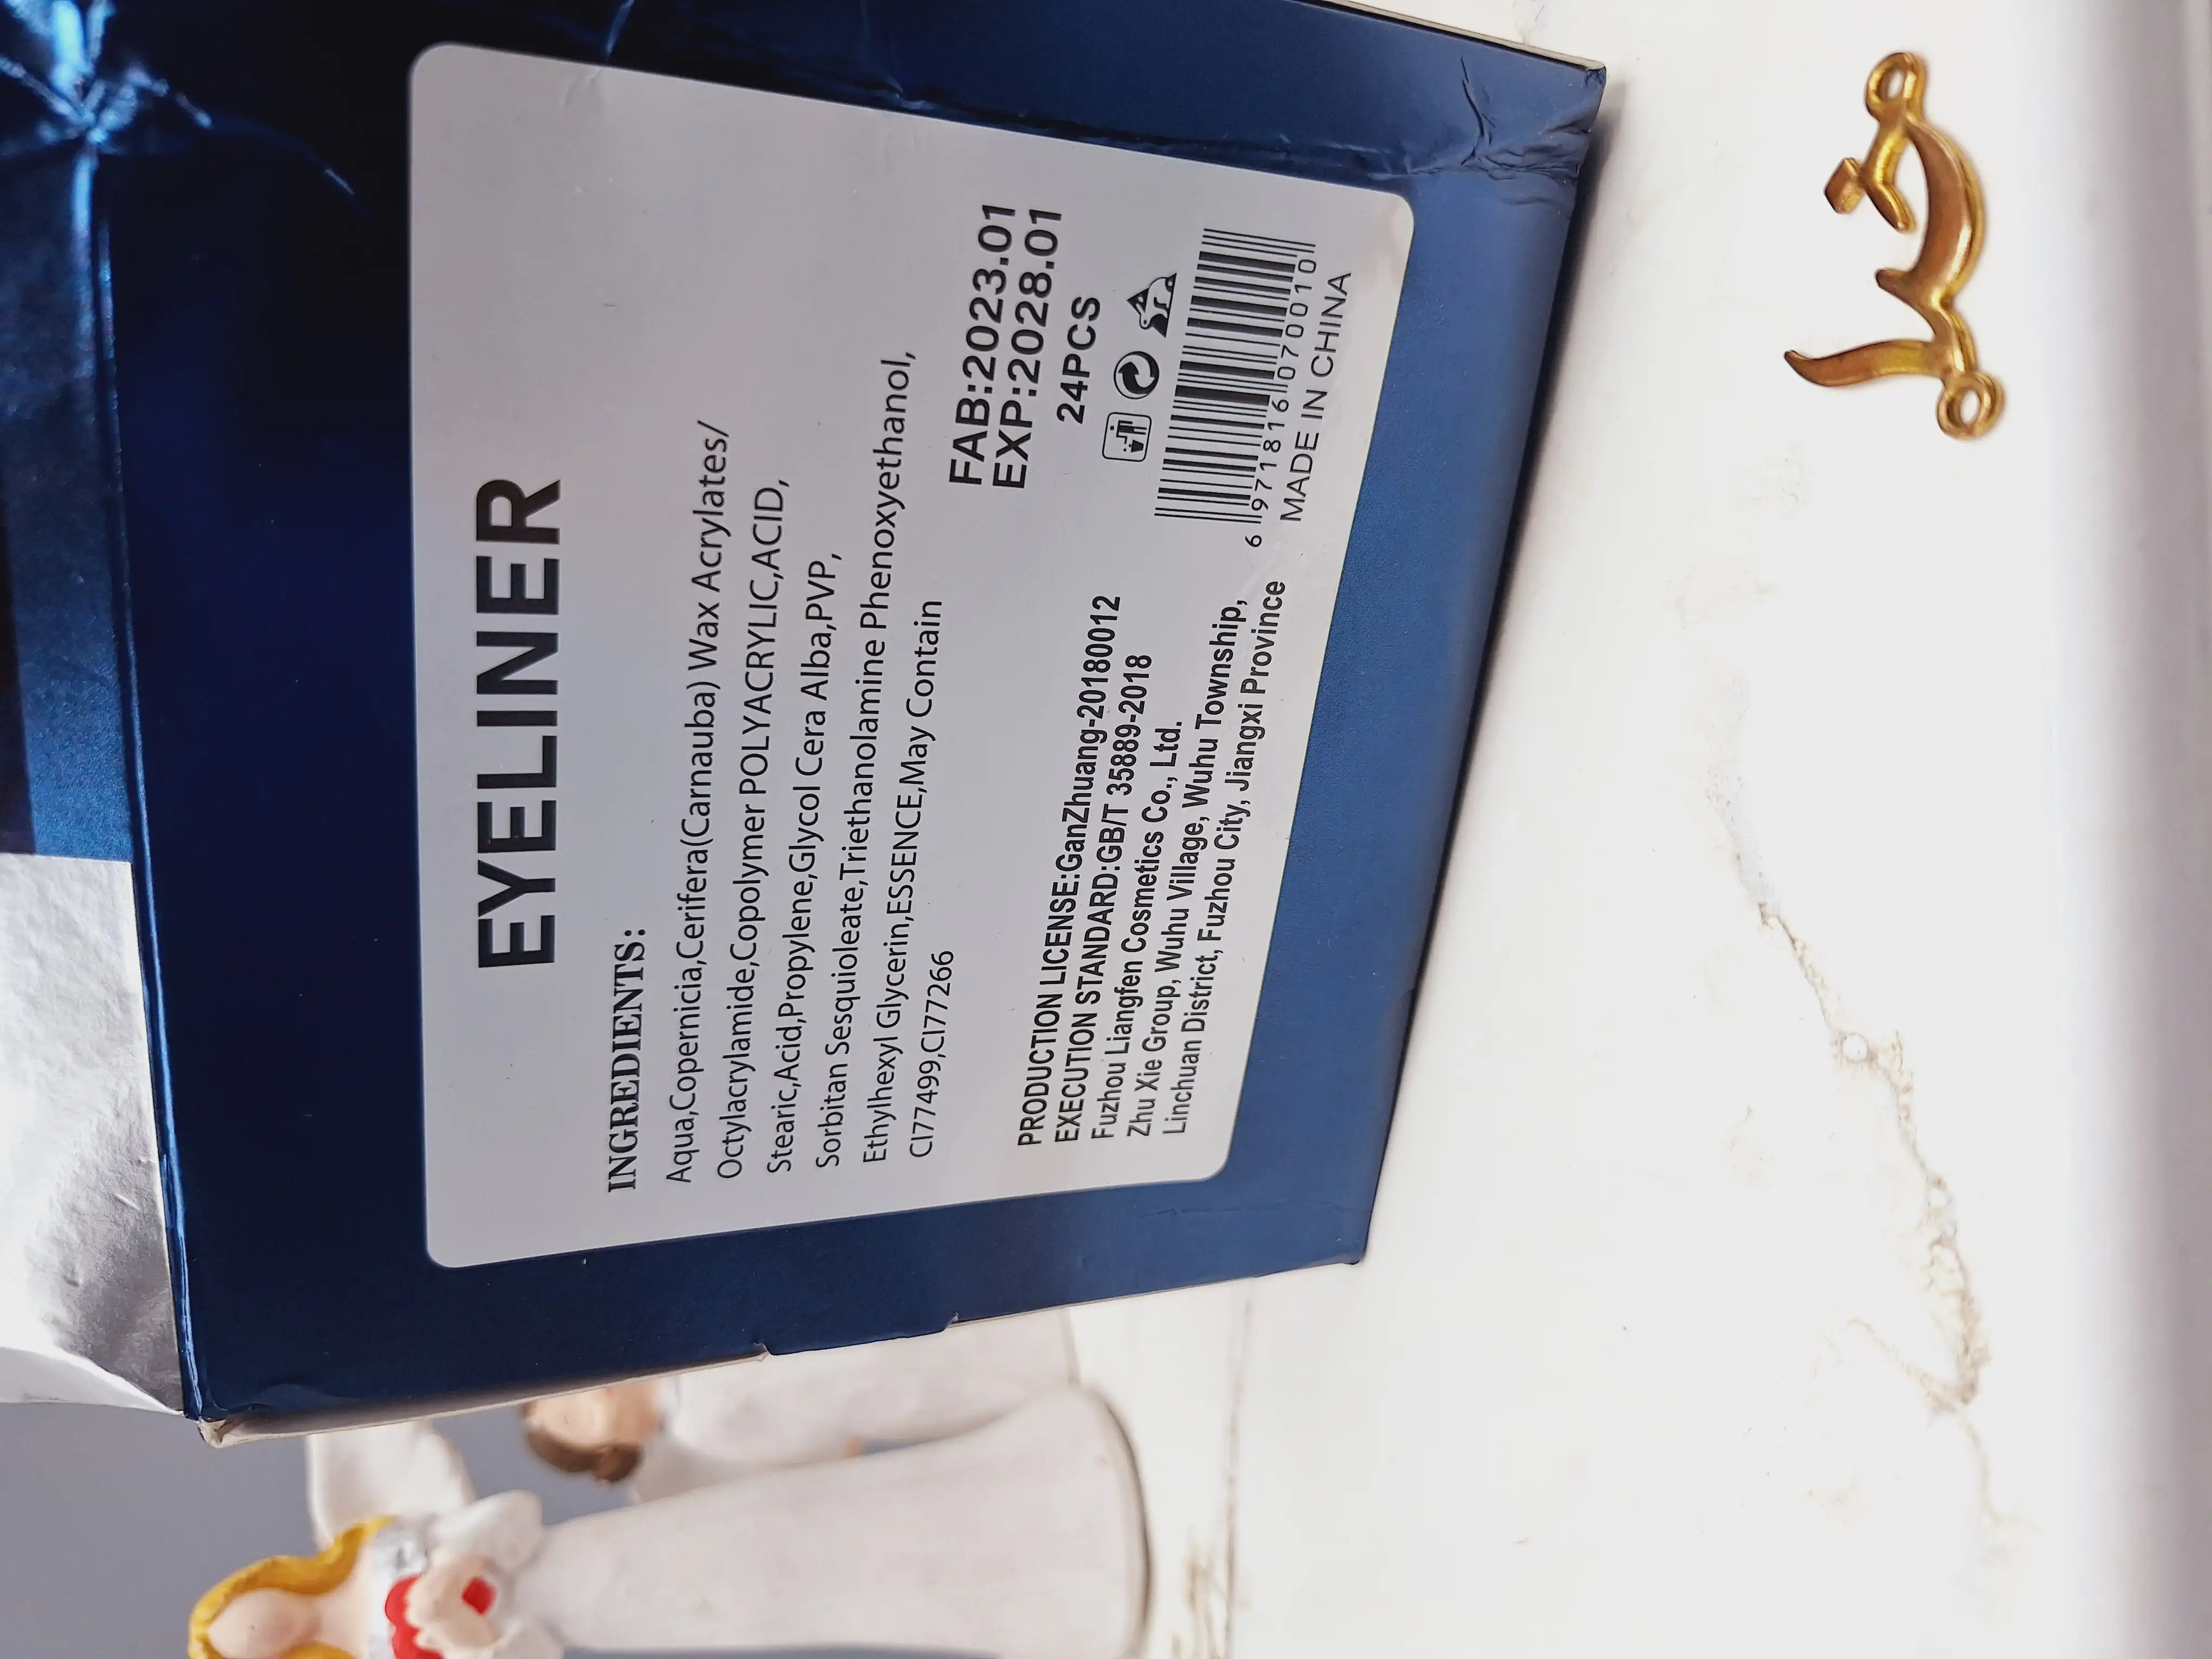 EYELINER
INGREDIENTS:
Aqua,Copernicia,Cerifera(Carnauba) Wax Acrylates/
Octylacrylamide,Copolymer POLYACRYLIC,ACID,
Stearic,Acid,Propylene,Glycol Cera Alba,PVP,
Sorbitan Sesquioleate,Triethanolamine Phenoxyethanol,
Ethylhexyl Glycerin,ESSENCE,May Contain
CI77499,CI77266
FAB:2023.01
EXP:2028.01
24PCS
PRODUCTION LICENSE:GanZhuang-20180012
EXECUTION STANDARD:GB/T 35889-2018
Fuzhou Liangfen Cosmetics Co., Ltd.
Zhu Xie Group, Wuhu Village, Wuhu Township,
Linchuan District, Fuzhou City, Jiangxi Province
6 971816 070010
MADE IN CHINA